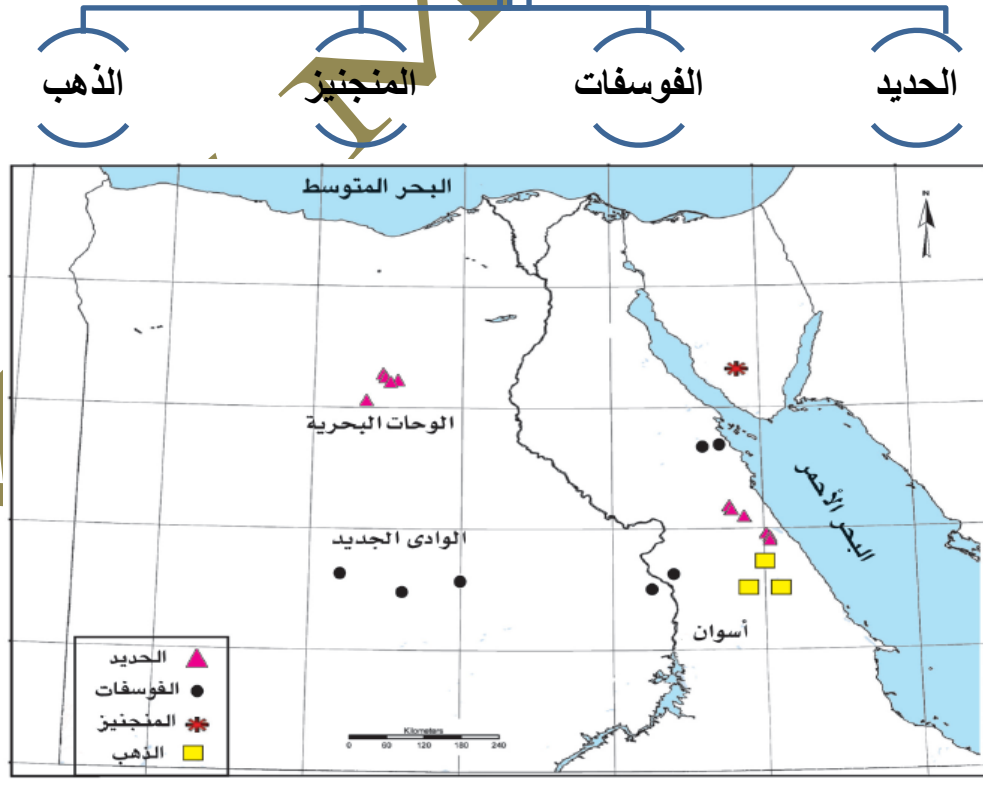 الحديد
الفوسفات
المنجنيز
الذهب
البحر المتوسط
N
الوحات البحرية
البحر الأحمر
الوادى الجديد
أسوان
الحديد
الفوسفات
المنجنيز
الذهب
Kilometers
0 60 120 180 240